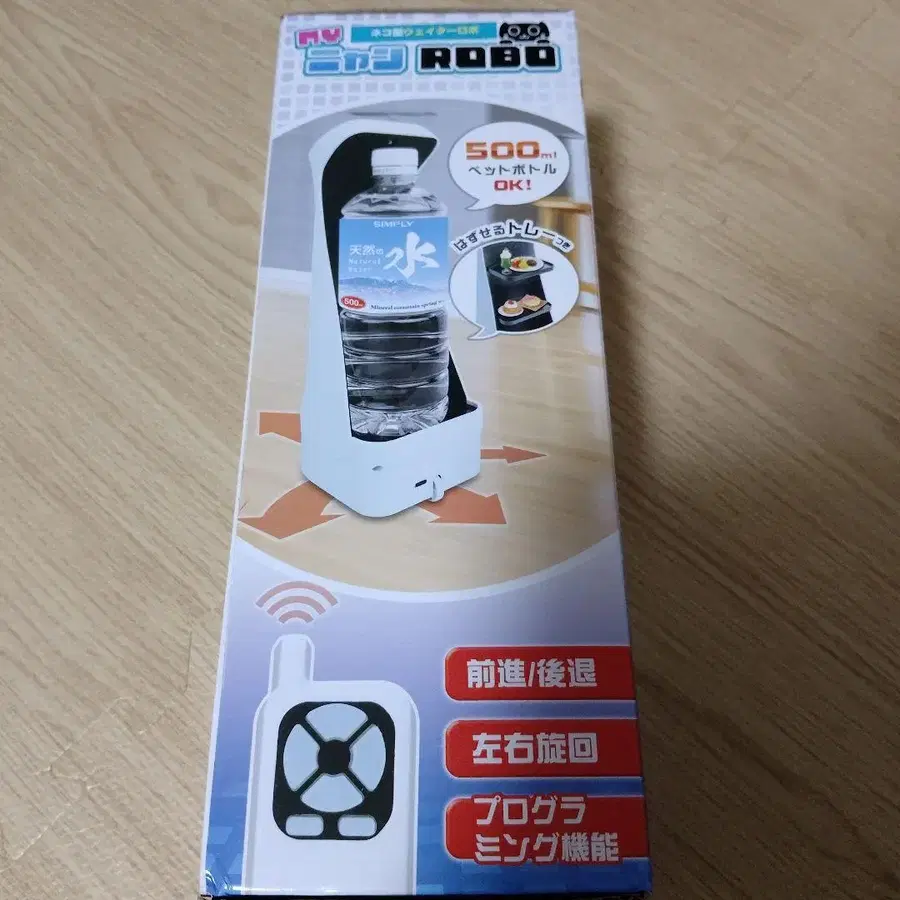 MY
ネコ型ウェイターロボ
ニャン ROBO
500ml
ペットボトル
OK!
はずせるトレーつき
SIMPLY
天然の
水
Natural
Water
500ml
前進/後退
左右旋回
プログラ
ミング機能